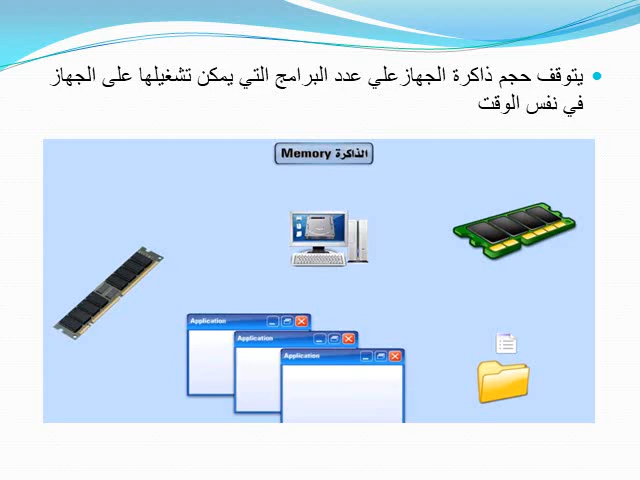 يتوقف حجم ذاكرة الجهازعلي عدد البرامج التي يمكن تشغيلها على الجهاز
في نفس الوقت
الذاكرة Memory
Application
Application
Application